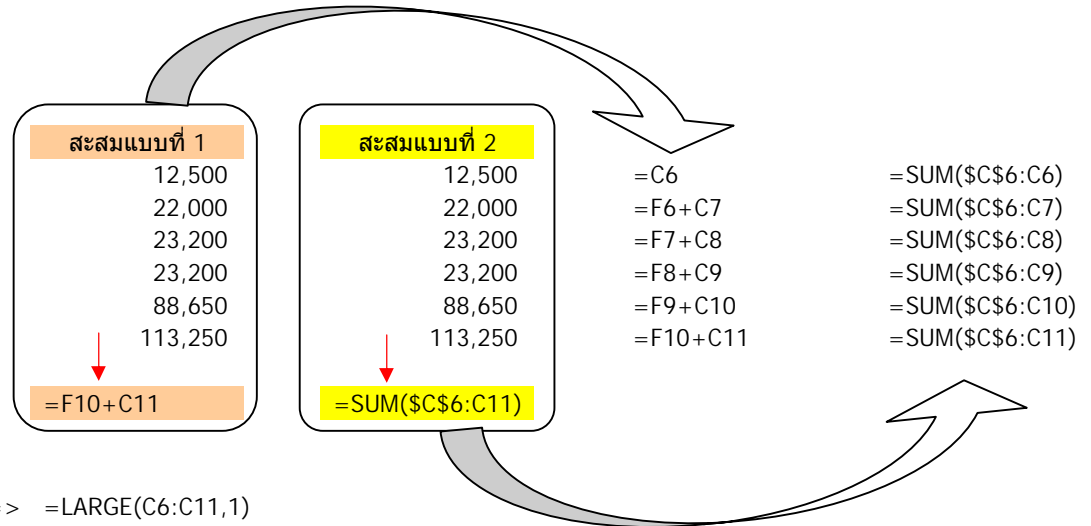 สะสมแบบที่ 1 สะสมแบบที่ 2
12,500 12,500 =C6 =SUM($C$6:C6)
22,000 22,000 =F6+C7 =SUM($C$6:C7)
23,200 23,200 =F7+C8 =SUM($C$6:C8)
23,200 23,200 =F8+C9 =SUM($C$6:C9)
88,650 88,650 =F9+C10 =SUM($C$6:C10)
113,250 113,250 =F10+C11 =SUM($C$6:C11)
=F10+C11 =SUM($C$6:C11)
> =LARGE(C6:C11,1)